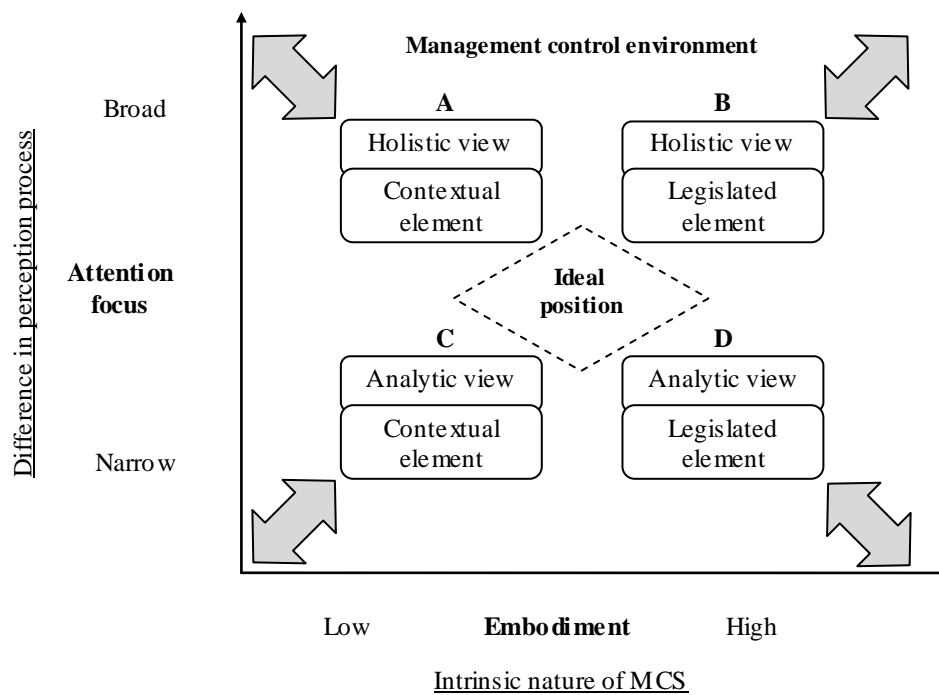 Management control environment
Broad
A
B
Holistic view
Holistic view
Contextual
element
Legislated
element
Difference in perception process
Attention
focus
Ideal
position
C
D
Analytic view
Analytic view
Contextual
element
Legislated
element
Narrow
Low
Embodiment
High
Intrinsic nature of MCS